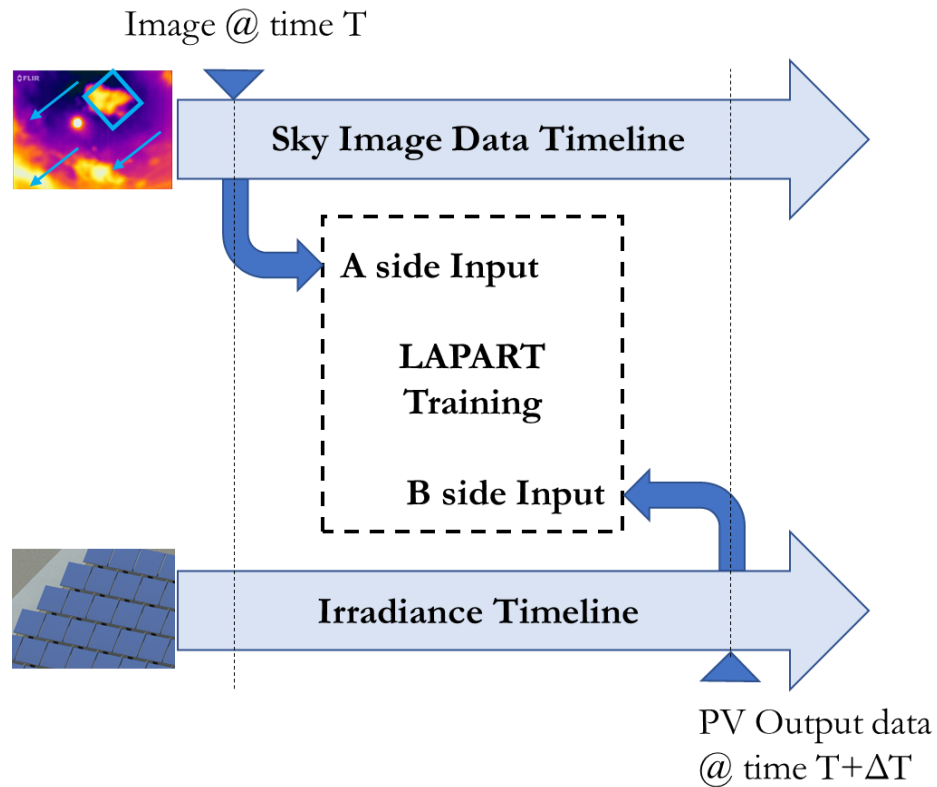 Image @ time T
FLIR
Sky Image Data Timeline
A side Input
LAPART
Training
B side Input
Irradiance Timeline
PV Output data
@ time T+ΔT